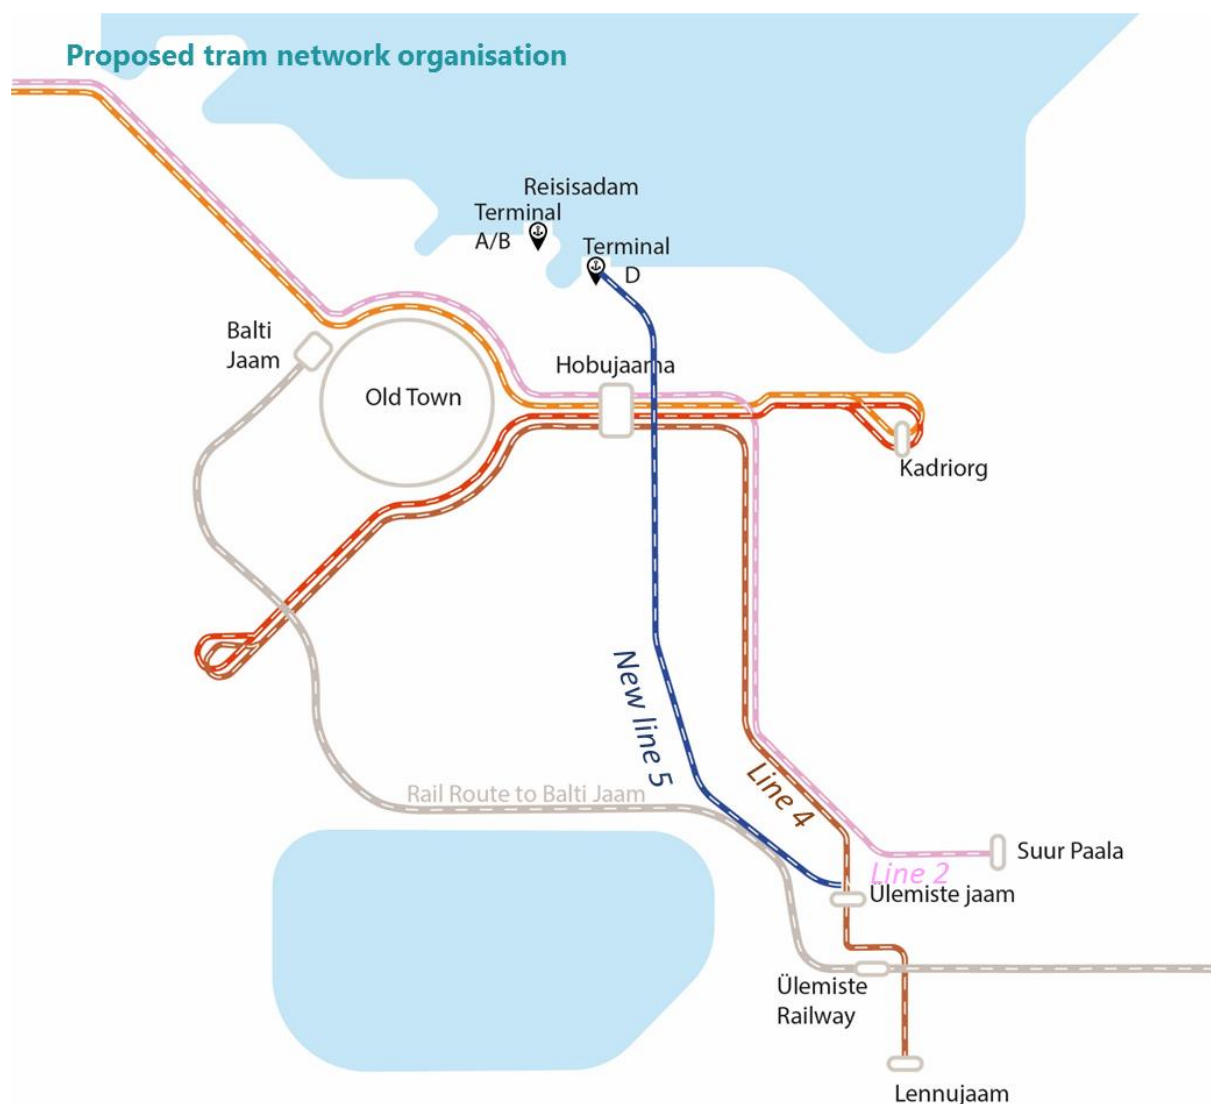 Proposed tram network organisation
Reisisadam
Terminal
A/B
Terminal
D
Balti
Jaam
Hobujaama
Old Town
Kadriorg
New line 5
Line 4
Rail Route to Balti Jaam
Suur Paala
Line 2
Ülemiste jaam
Ülemiste
Railway
Lennujaam